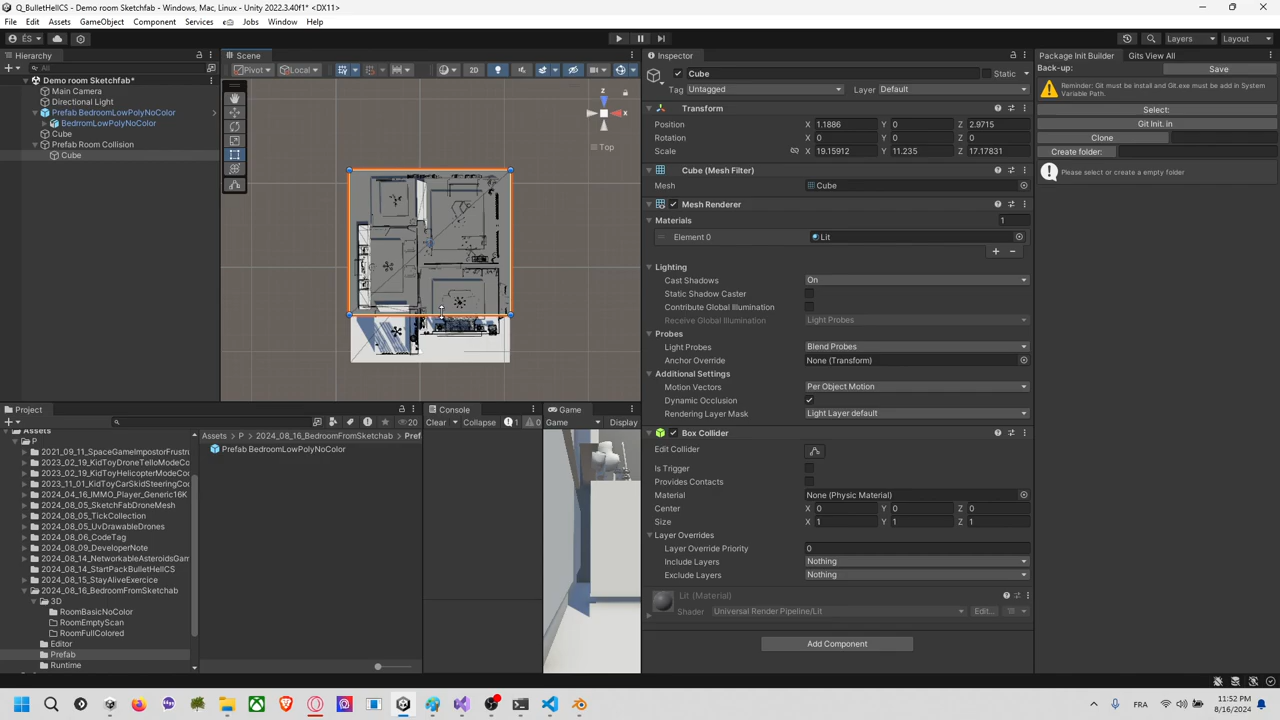 Q_BulletHellCS - Demo room Sketchfab - Windows, Mac, Linux - Unity 2022.3.40f1* <DX11>
File Edit Assets GameObject Component Services Jobs Window Help
ÉS
Layers Layout
Hierarchy
All
Demo room Sketchfab*
Main Camera
Directional Light
Prefab BedroomLowPolyNoColor
BedrromLowPolyNoColor
Cube
Prefab Room Collision
Cube
Scene
Pivot Local 2D
z
x
Top
Inspector
Cube Static
Tag Untagged Layer Default
Transform
Position X 1.1886 Y 0 Z 2.9715
Rotation X 0 Y 0 Z 0
Scale X 19.15912 Y 11.235 Z 17.17831
Cube (Mesh Filter)
Mesh Cube
Mesh Renderer
Materials 1
Element 0 Lit
Lighting
Cast Shadows On
Static Shadow Caster
Contribute Global Illumination
Receive Global Illumination Light Probes
Probes
Light Probes Blend Probes
Anchor Override None (Transform)
Additional Settings
Motion Vectors Per Object Motion
Dynamic Occlusion
Rendering Layer Mask Light Layer default
Box Collider
Edit Collider
Is Trigger
Provides Contacts
Material None (Physic Material)
Center X 0 Y 0 Z 0
Size X 1 Y 1 Z 1
Layer Overrides
Layer Override Priority 0
Include Layers Nothing
Exclude Layers Nothing
Lit (Material)
Shader Universal Render Pipeline/Lit Edit...
Add Component
Package Init Builder Gits View All
Back-up: Save
Reminder: Git must be install and Git.exe must be add in System
Variable Path.
Select:
Git Init. in
Clone
Create folder:
Please select or create a empty folder
Project
20
Assets
P
2021_09_11_SpaceGameImpostorFrustru
2023_02_19_KidToyDroneTelloModeCo
2023_02_19_KidToyHelicopterModeCo
2023_11_01_KidToyCarSkidSteeringCo
2024_04_16_IMMO_Player_Generic16K
2024_08_05_SketchFabDroneMesh
2024_08_05_TickCollection
2024_08_05_UvDrawableDrones
2024_08_06_CodeTag
2024_08_09_DeveloperNote
2024_08_14_NetworkableAsteroidsGam
2024_08_14_StartPackBulletHellCS
2024_08_15_StayAliveExercice
2024_08_16_BedroomFromSketchab
3D
RoomBasicNoColor
RoomEmptyScan
RoomFullColored
Editor
Prefab
Runtime
Assets P 2024_08_16_BedroomFromSketchab Pref
Prefab BedroomLowPolyNoColor
Console
Clear Collapse 1 0
Game
Game Display
FRA 11:52 PM
8/16/2024